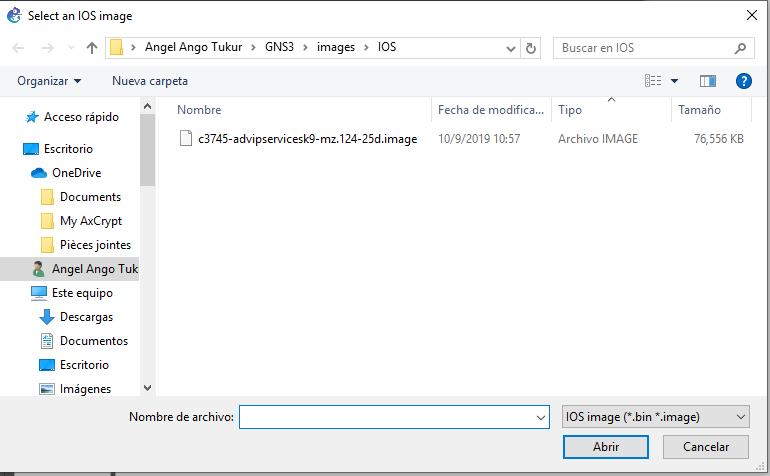 Select an IOS image
Angel Ango Tukur > GNS3 > images > IOS
Buscar en IOS
Organizar
Nueva carpeta
Nombre
Fecha de modifica...
Tipo
Tamaño
c3745-advipservicesk9-mz.124-25d.image
10/9/2019 10:57
Archivo IMAGE
76,556 KB
Acceso rápido
Escritorio
OneDrive
Documents
My AxCrypt
Pièces jointes
Angel Ango Tuk
Este equipo
Descargas
Documentos
Escritorio
Imágenes
Nombre de archivo:
IOS image (*.bin *.image)
Abrir
Cancelar